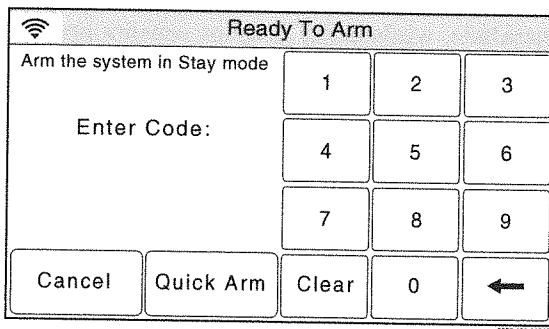 Ready To Arm
Arm the system in Stay mode
1 2 3
Enter Code:
4 5 6
7 8 9
Cancel Quick Arm Clear 0